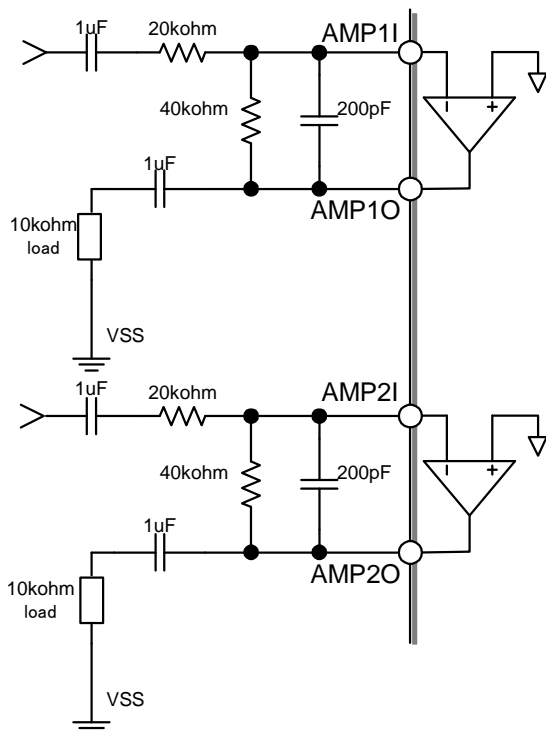 1uF
20kohm
AMP1I
40kohm
200pF
1uF
AMP1O
10kohm
load
VSS
1uF
20kohm
AMP2I
40kohm
200pF
1uF
AMP2O
10kohm
load
VSS